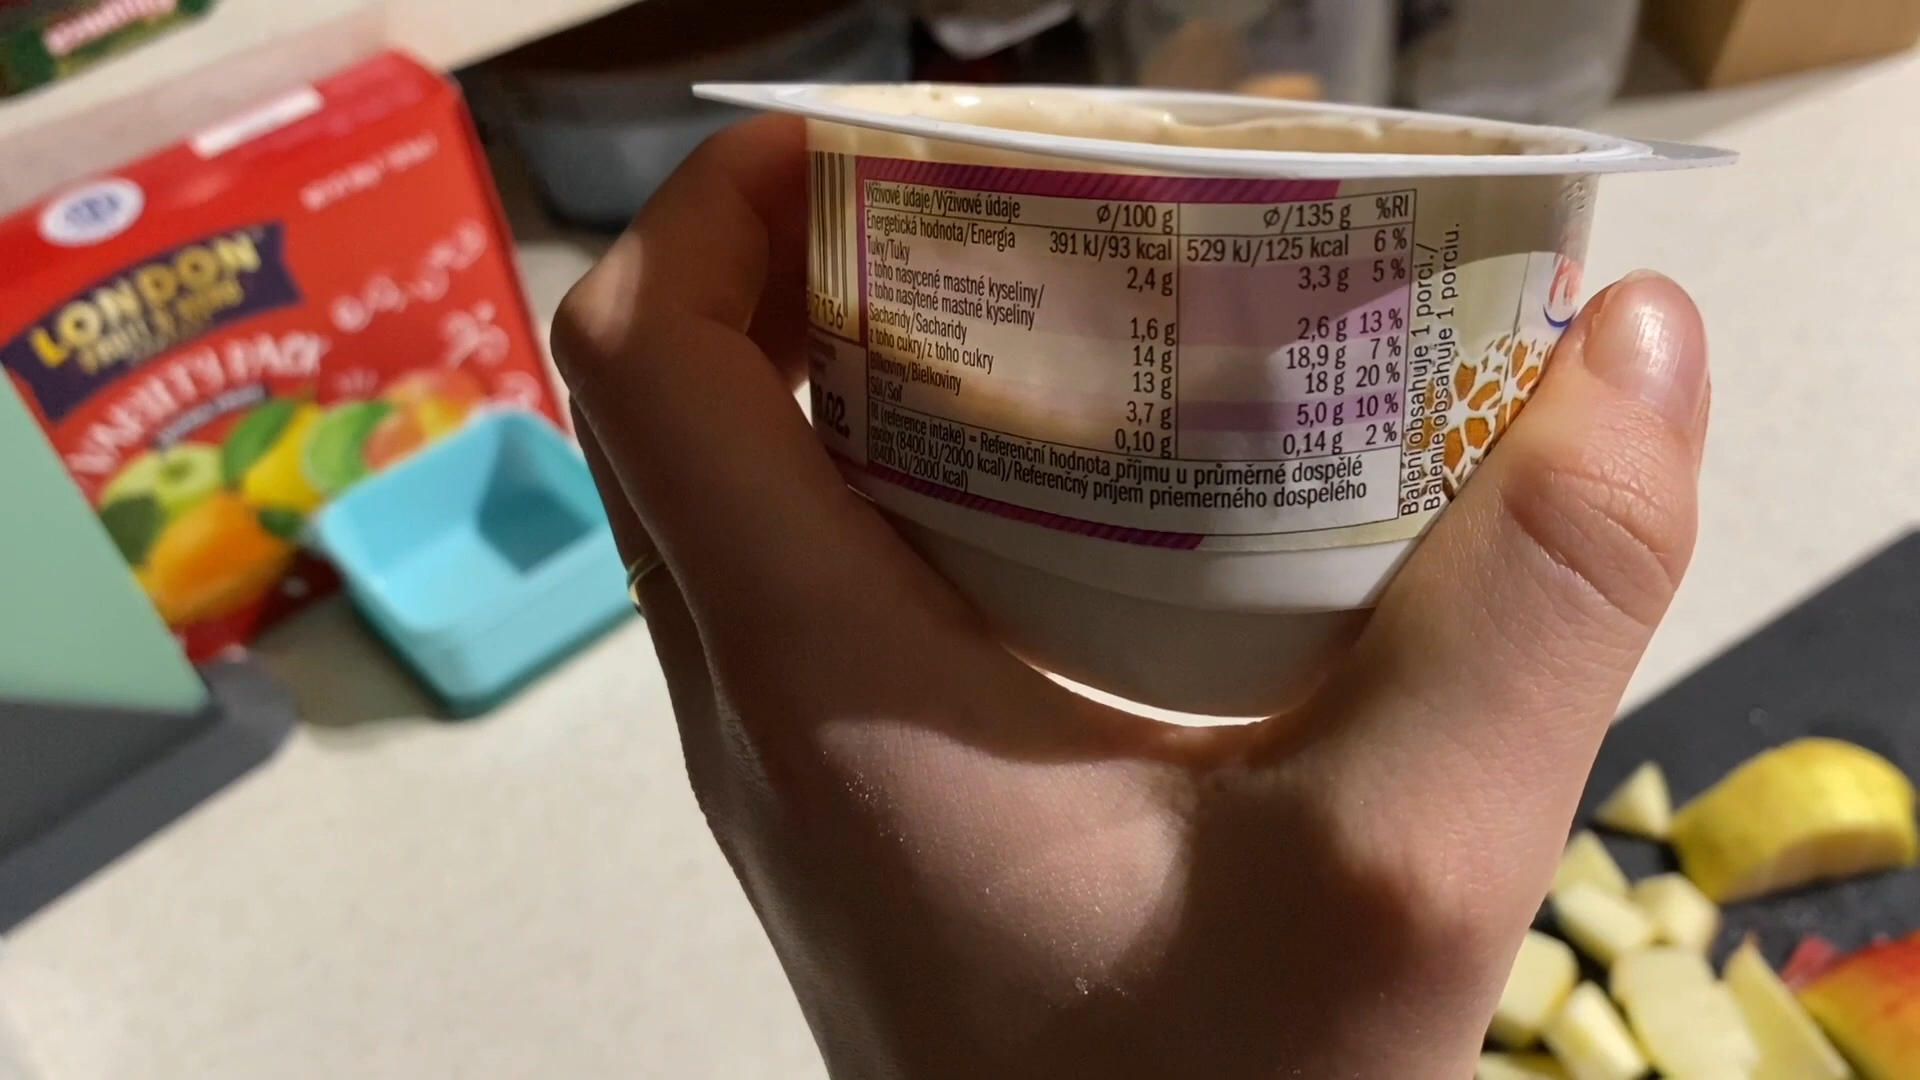 LONDON
FRUIT & HERB
VARIETY PACK
Výživové údaje/Výživové údaje ø/100 g ø/135 g %RI
Energetická hodnota/Energia 391 kJ/93 kcal 529 kJ/125 kcal 6 %
Tuky/Tuky 2,4 g 3,3 g 5 %
z toho nasycené mastné kyseliny/
z toho nasýtené mastné kyseliny 1,6 g 2,6 g 13 %
Sacharidy/Sacharidy 14 g 18,9 g 7 %
z toho cukry/z toho cukry 13 g 18 g 20 %
Bílkoviny/Bielkoviny 3,7 g 5,0 g 10 %
Sůl/Soľ 0,10 g 0,14 g 2 %
RI (reference intake) = Referenční hodnota příjmu u průměrné dospělé
osoby (8400 kJ/2000 kcal)/Referenčný príjem priemerného dospelého
(8400 kJ/2000 kcal)
Balení obsahuje 1 porci./
Balenie obsahuje 1 porciu.
7136
.02.